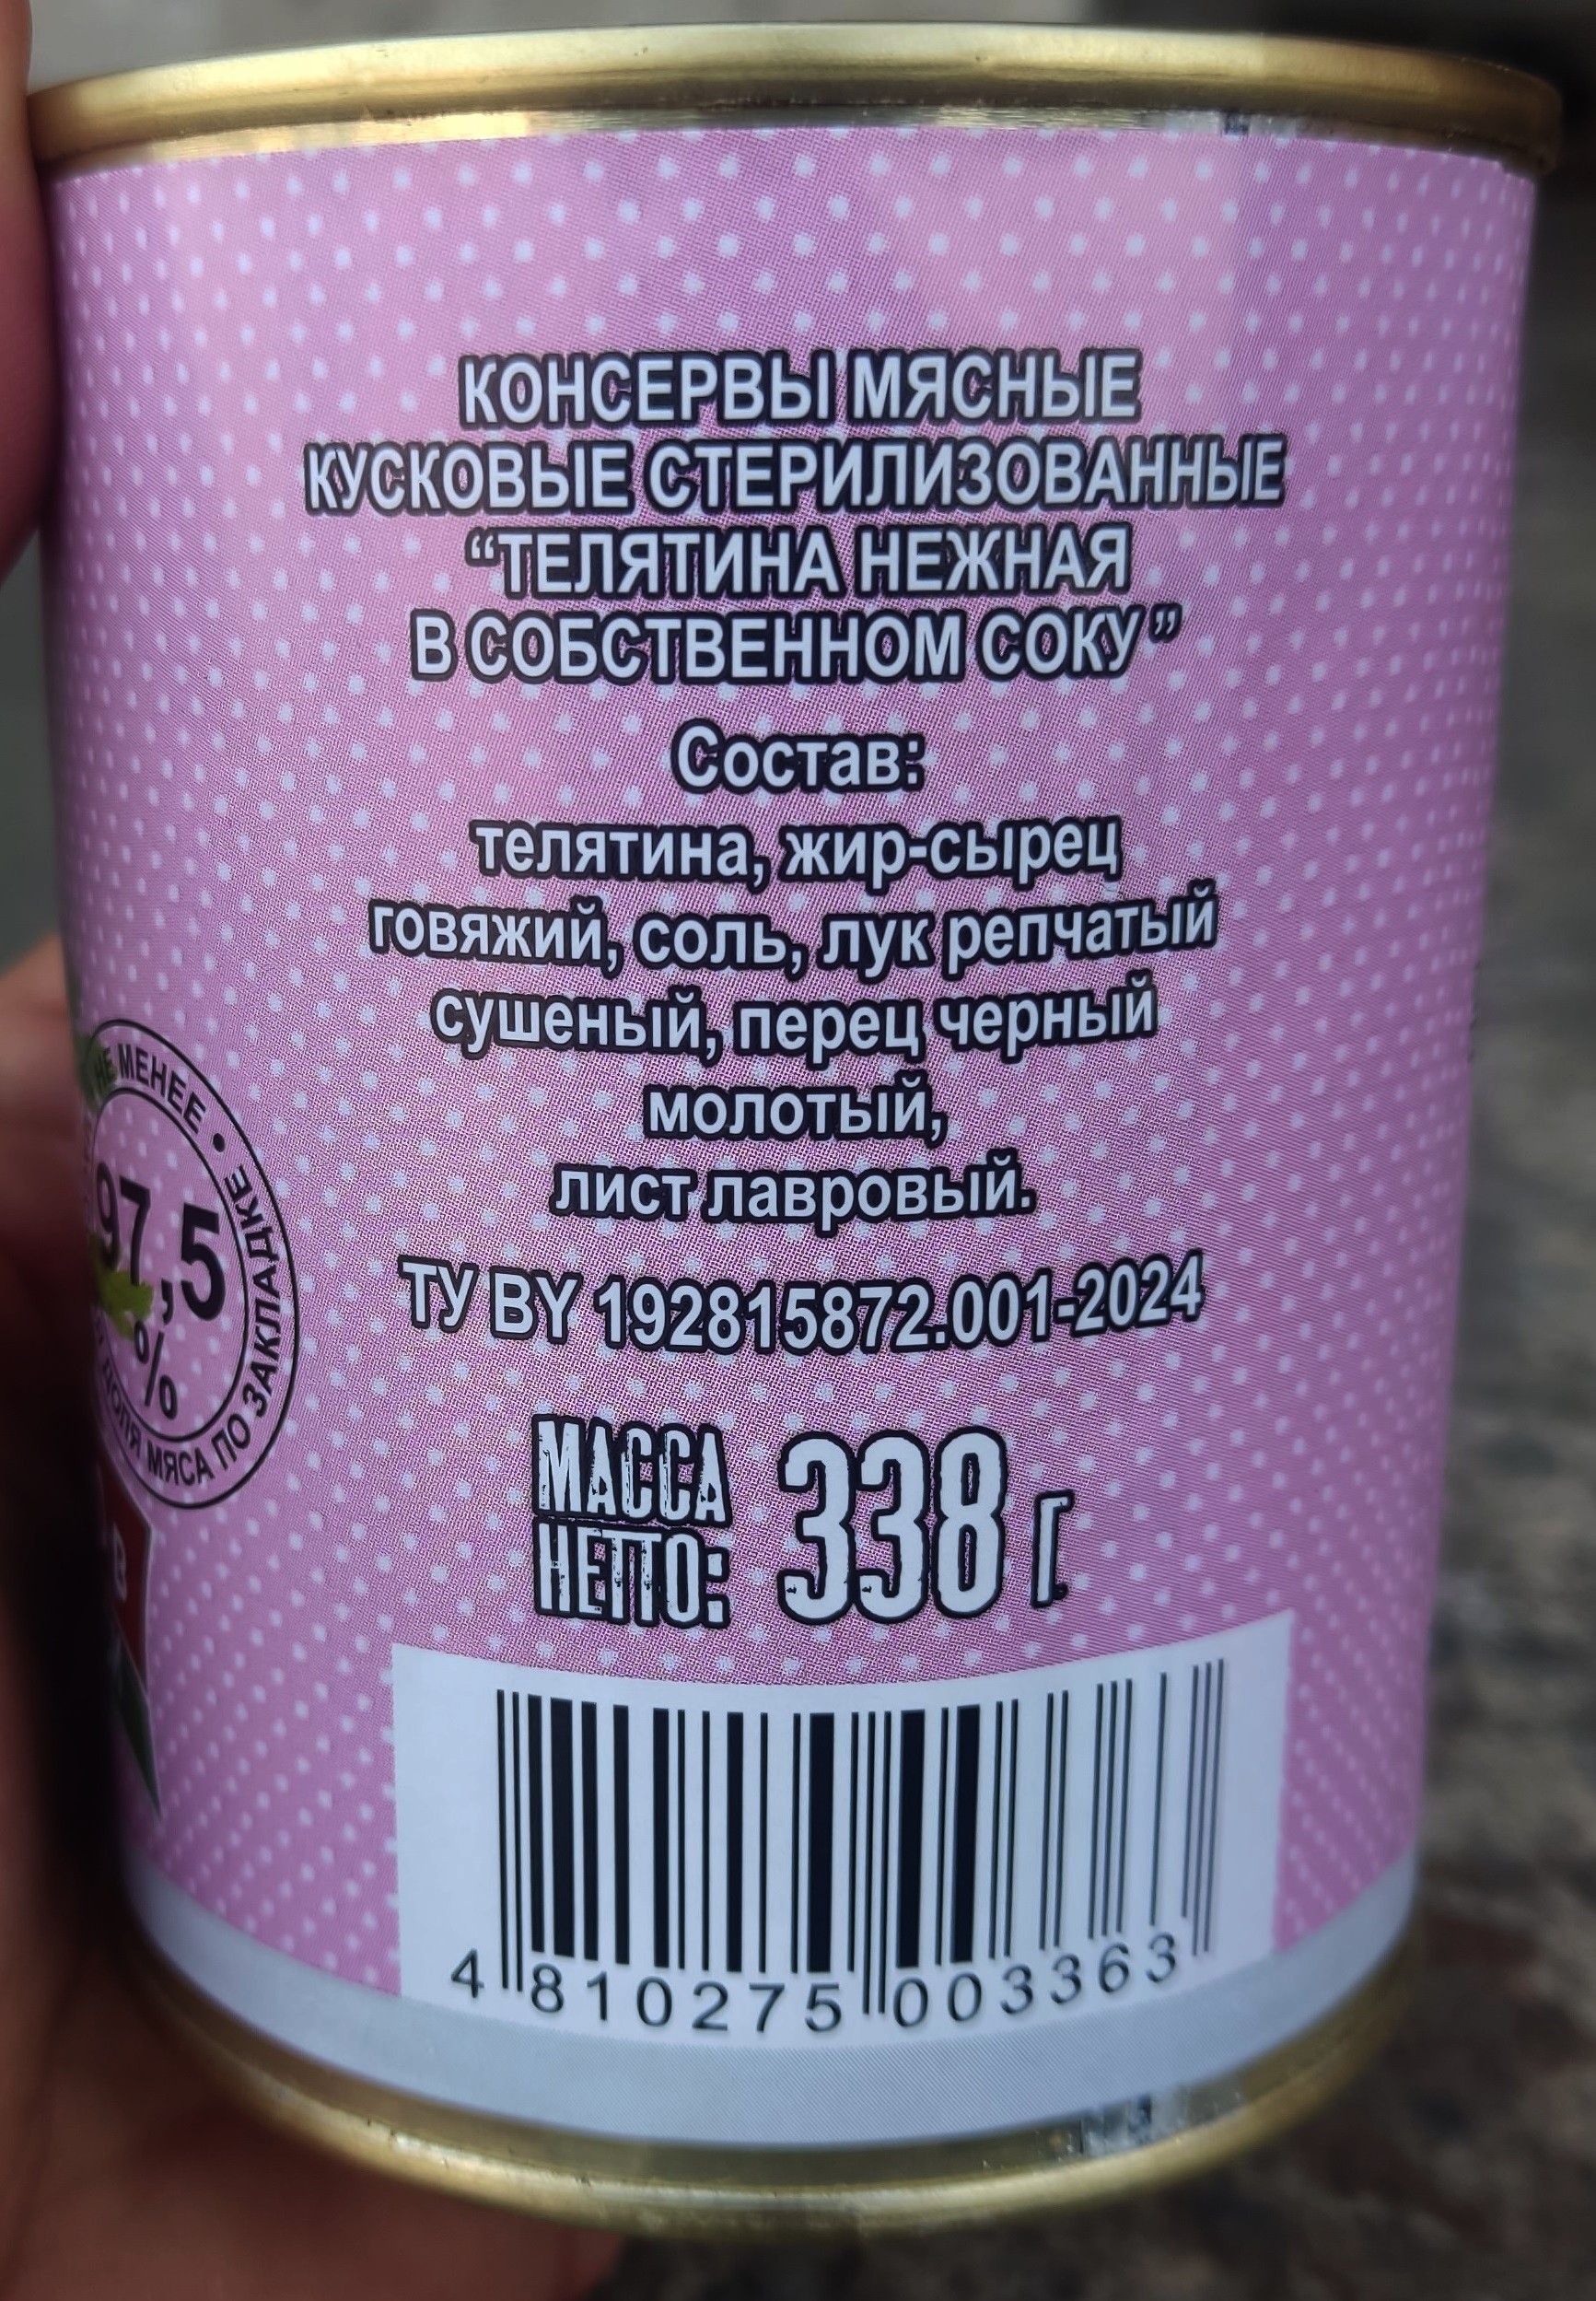 КОНСЕРВЫ МЯСНЫЕ
КУСКОВЫЕ СТЕРИЛИЗОВАННЫЕ
“ТЕЛЯТИНА НЕЖНАЯ
В СОБСТВЕННОМ СОКУ”
Состав:
телятина, жир-сырец
говяжий, соль, лук репчатый
сушеный, перец черный
молотый,
лист лавровый.
ТУ BY 192815872.001-2024
МАССА
НЕТТО: 338 г.
4 810275 003363
НЕ МЕНЕЕ •
97,5
%
ДОЛЯ МЯСА ПО ЗАКЛАДКЕ